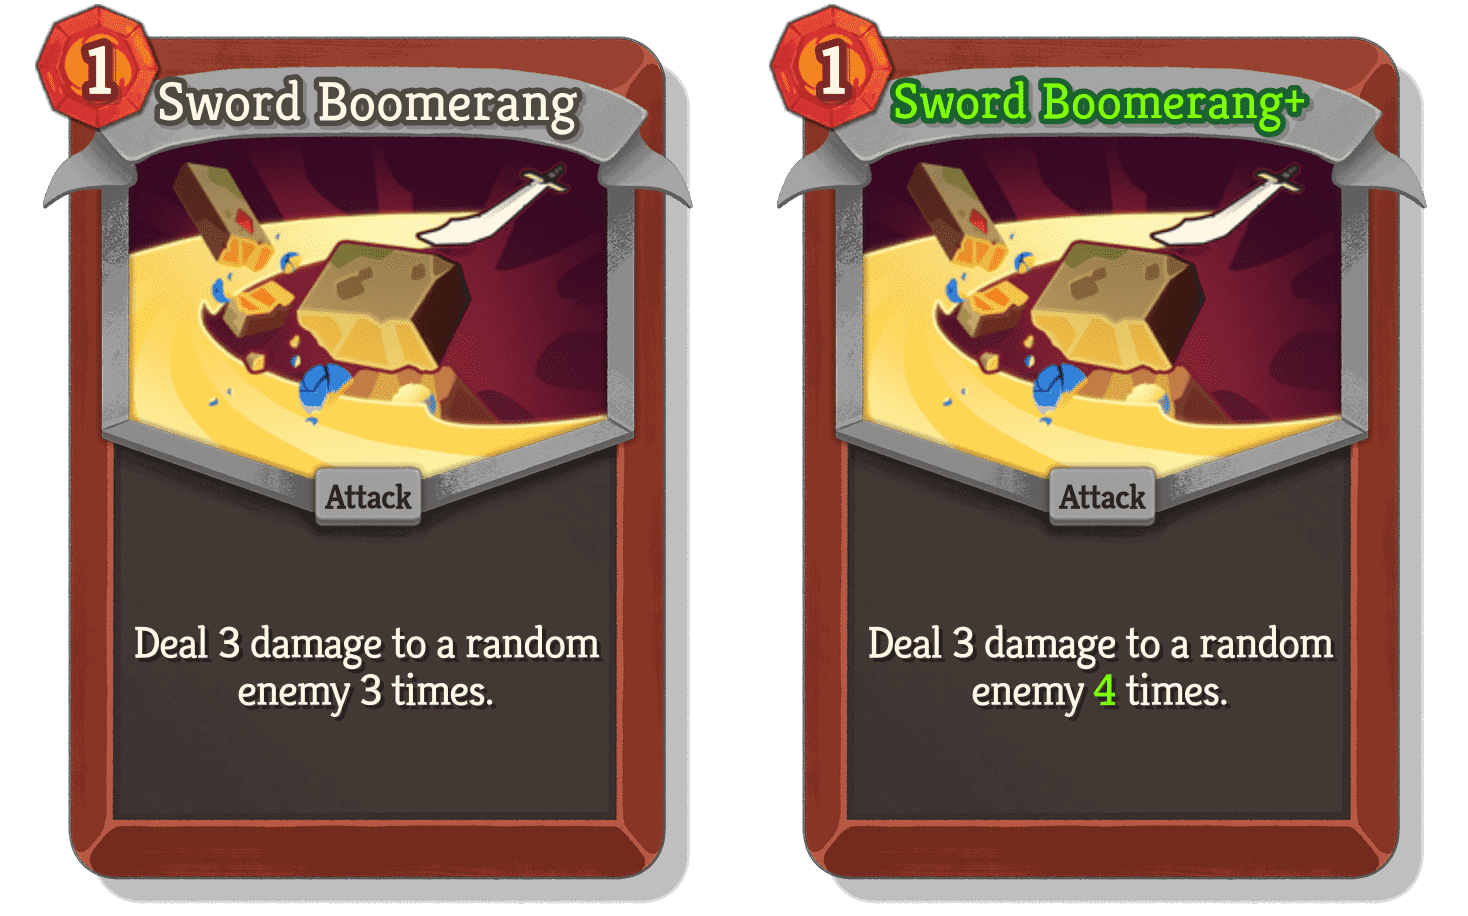 1
Sword Boomerang
Attack
Deal 3 damage to a random
enemy 3 times.
1
Sword Boomerang+
Attack
Deal 3 damage to a random
enemy 4 times.